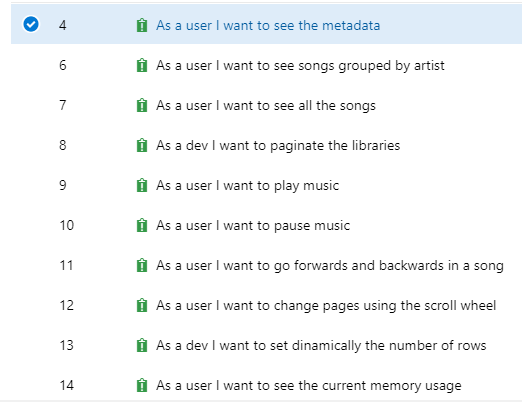 4 As a user I want to see the metadata
6 As a user I want to see songs grouped by artist
7 As a user I want to see all the songs
8 As a dev I want to paginate the libraries
9 As a user I want to play music
10 As a user I want to pause music
11 As a user I want to go forwards and backwards in a song
12 As a user I want to change pages using the scroll wheel
13 As a dev I want to set dinamically the number of rows
14 As a user I want to see the current memory usage